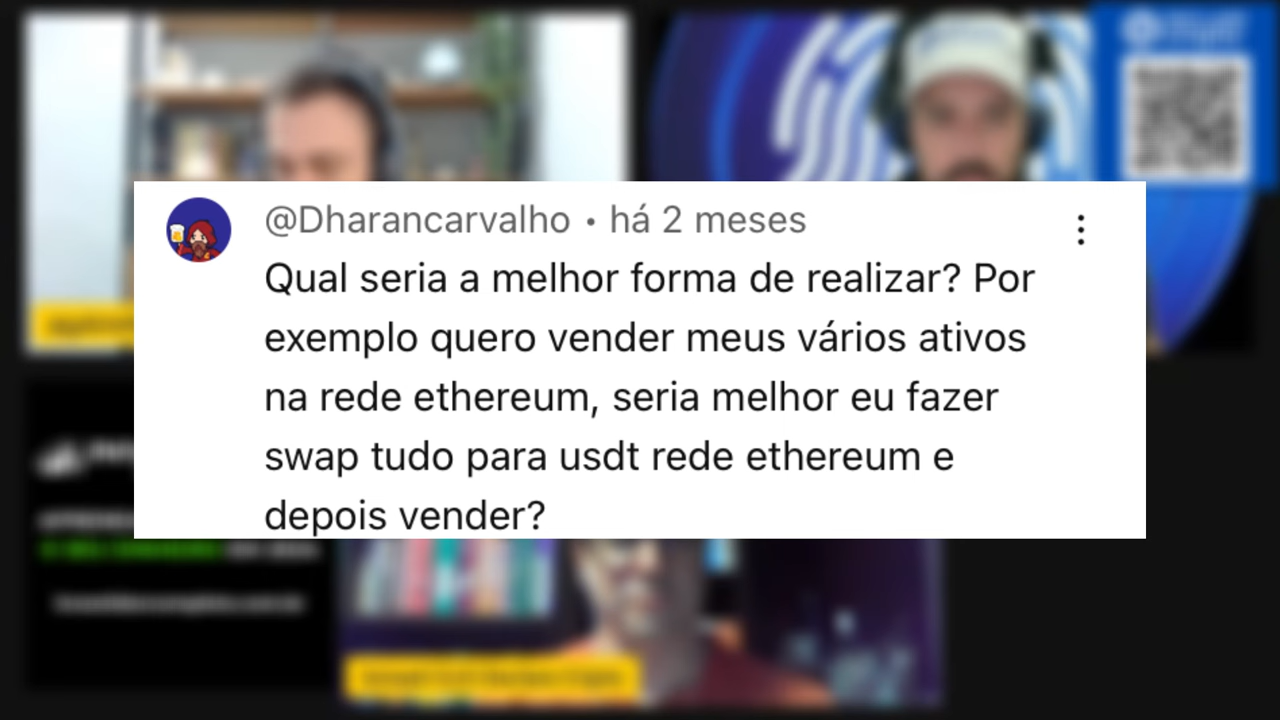 @Dharancarvalho • há 2 meses
Qual seria a melhor forma de realizar? Por
exemplo quero vender meus vários ativos
na rede ethereum, seria melhor eu fazer
swap tudo para usdt rede ethereum e
depois vender?